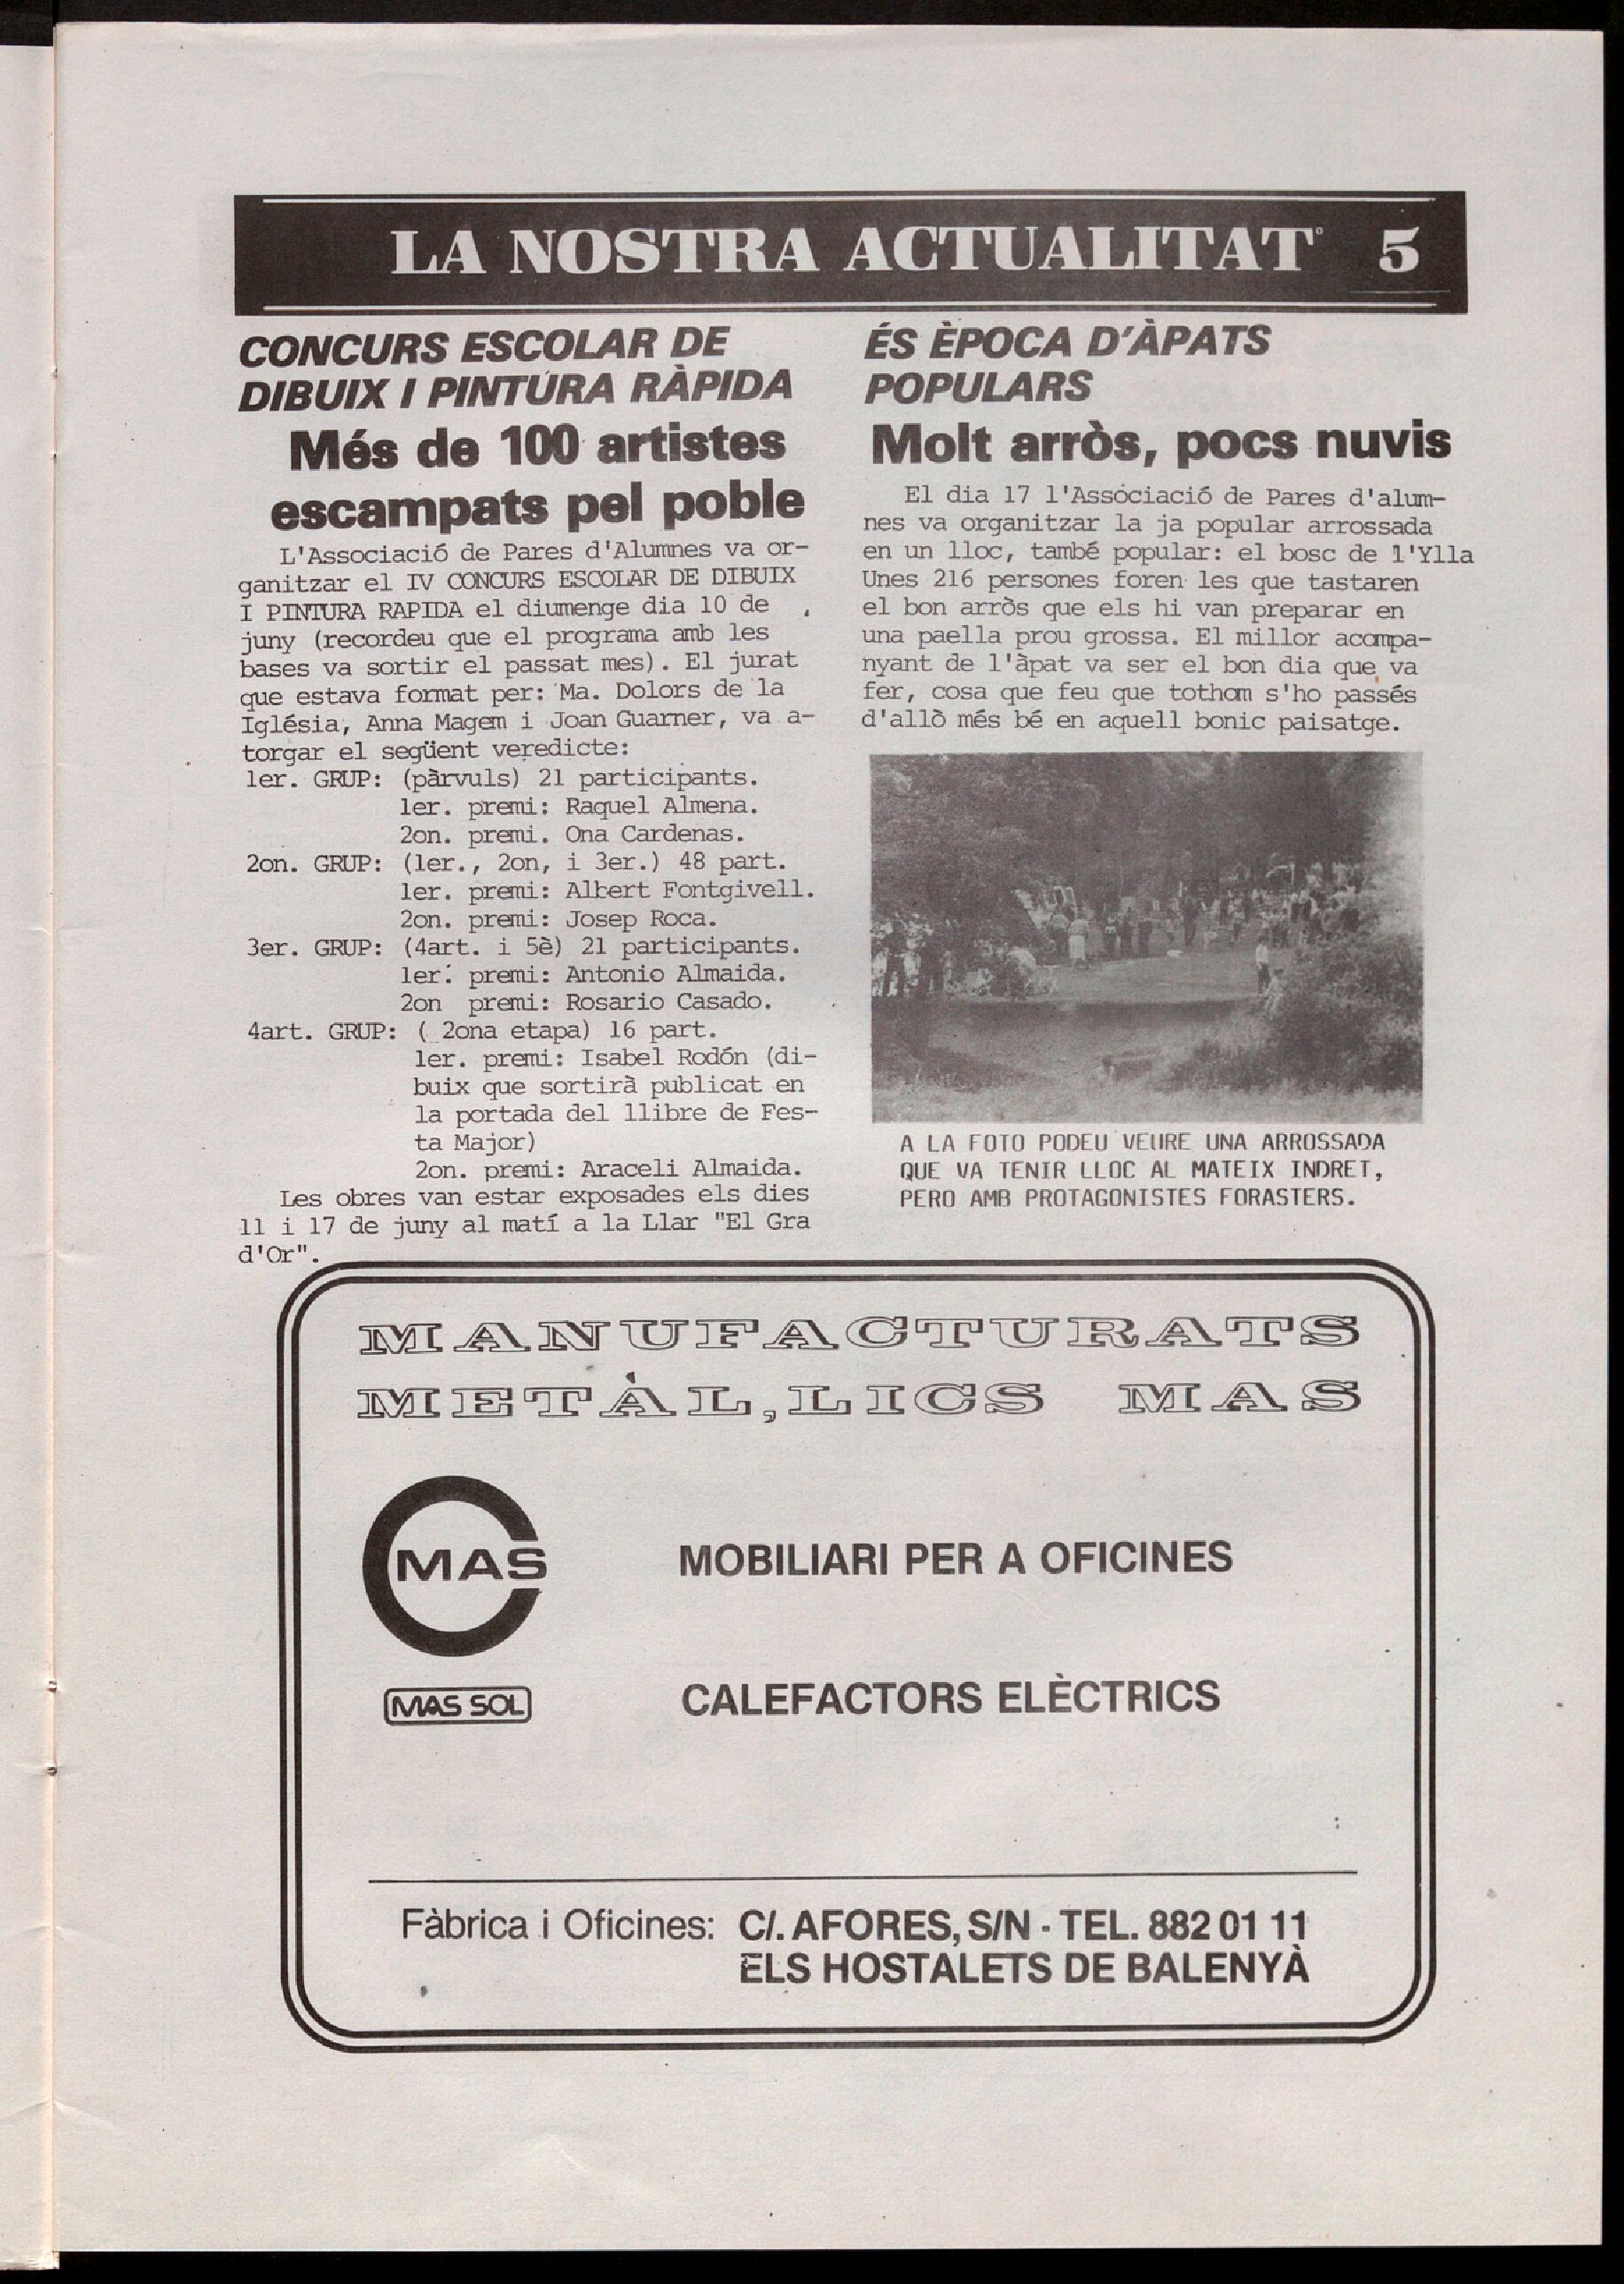 LA NOSTRA ACTUALITAT 5
CONCURS ESCOLAR DE
DIBUIX I PINTURA RÀPIDA
Més de 100 artistes
escampats pel poble
L'Associació de Pares d'Alumnes va or-
ganitzar el IV CONCURS ESCOLAR DE DIBUIX
I PINTURA RAPIDA el diumenge dia 10 de
juny (recordeu que el programa amb les
bases va sortir el passat mes). El jurat
que estava format per: Ma. Dolors de la
Iglésia, Anna Magem i Joan Guarner, va a-
torgar el següent veredicte:
1er. GRUP: (pàrvuls) 21 participants.
1er. premi: Raquel Almena.
2on. premi. Ona Cardenas.
2on. GRUP: (1er., 2on, i 3er.) 48 part.
1er. premi: Albert Fontgivell.
2on. premi: Josep Roca.
3er. GRUP: (4art. i 5è) 21 participants.
1er. premi: Antonio Almaida.
2on premi: Rosario Casado.
4art. GRUP: ( 2ona etapa) 16 part.
1er. premi: Isabel Rodón (di-
buix que sortirà publicat en
la portada del llibre de Fes-
ta Major)
2on. premi: Araceli Almaida.
Les obres van estar exposades els dies
11 i 17 de juny al matí a la Llar "El Gra
d'Or".
ÉS ÈPOCA D'ÀPATS
POPULARS
Molt arròs, pocs nuvis
El dia 17 l'Associació de Pares d'alum-
nes va organitzar la ja popular arrossada
en un lloc, també popular: el bosc de l'Ylla
Unes 216 persones foren les que tastaren
el bon arròs que els hi van preparar en
una paella prou grossa. El millor acompa-
nyant de l'àpat va ser el bon dia que va
fer, cosa que feu que tothom s'ho passés
d'allò més bé en aquell bonic paisatge.
A LA FOTO PODEU VEURE UNA ARROSSADA
QUE VA TENIR LLOC AL MATEIX INDRET,
PERO AMB PROTAGONISTES FORASTERS.
MANUFACTURATS
METÀL,LICS MAS
MAS
MOBILIARI PER A OFICINES
MAS SOL
CALEFACTORS ELÈCTRICS
Fàbrica i Oficines: C/. AFORES, S/N - TEL. 882 01 11
ELS HOSTALETS DE BALENYÀ